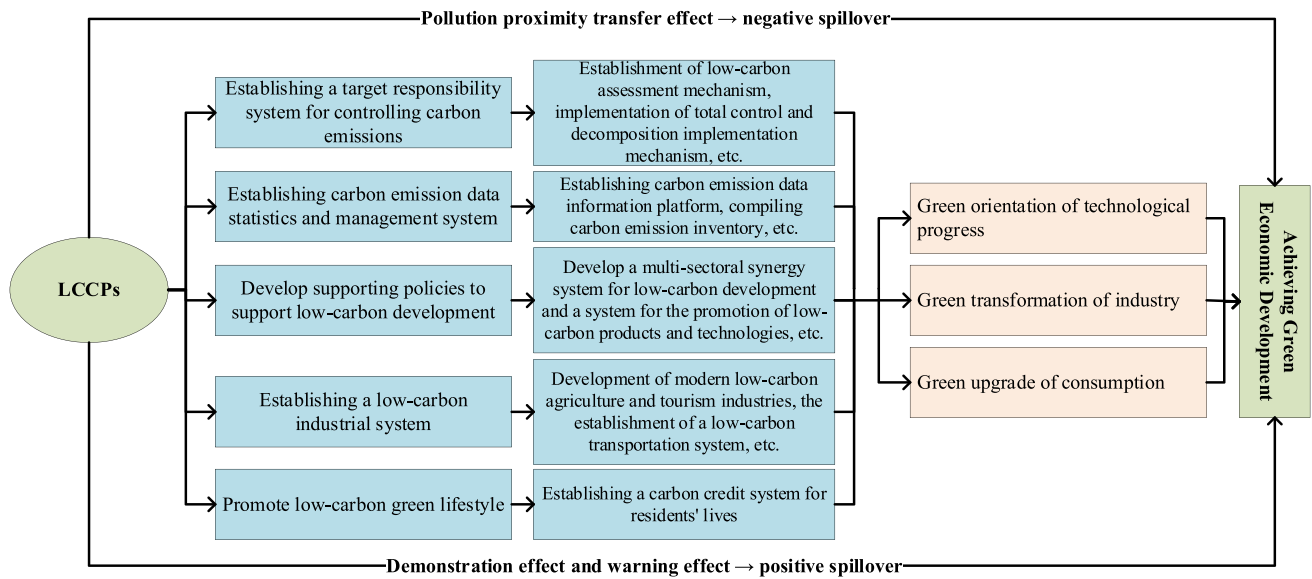 Pollution proximity transfer effect → negative spillover
LCCPs
Establishing a target responsibility
system for controlling carbon
emissions
Establishment of low-carbon
assessment mechanism,
implementation of total control and
decomposition implementation
mechanism, etc.
Establishing carbon emission data
statistics and management system
Establishing carbon emission data
information platform, compiling
carbon emission inventory, etc.
Develop supporting policies to
support low-carbon development
Develop a multi-sectoral synergy
system for low-carbon development
and a system for the promotion of low-
carbon products and technologies, etc.
Establishing a low-carbon
industrial system
Development of modern low-carbon
agriculture and tourism industries, the
establishment of a low-carbon
transportation system, etc.
Promote low-carbon green lifestyle
Establishing a carbon credit system for
residents' lives
Green orientation of technological
progress
Green transformation of industry
Green upgrade of consumption
Achieving Green
Economic Development
Demonstration effect and warning effect → positive spillover